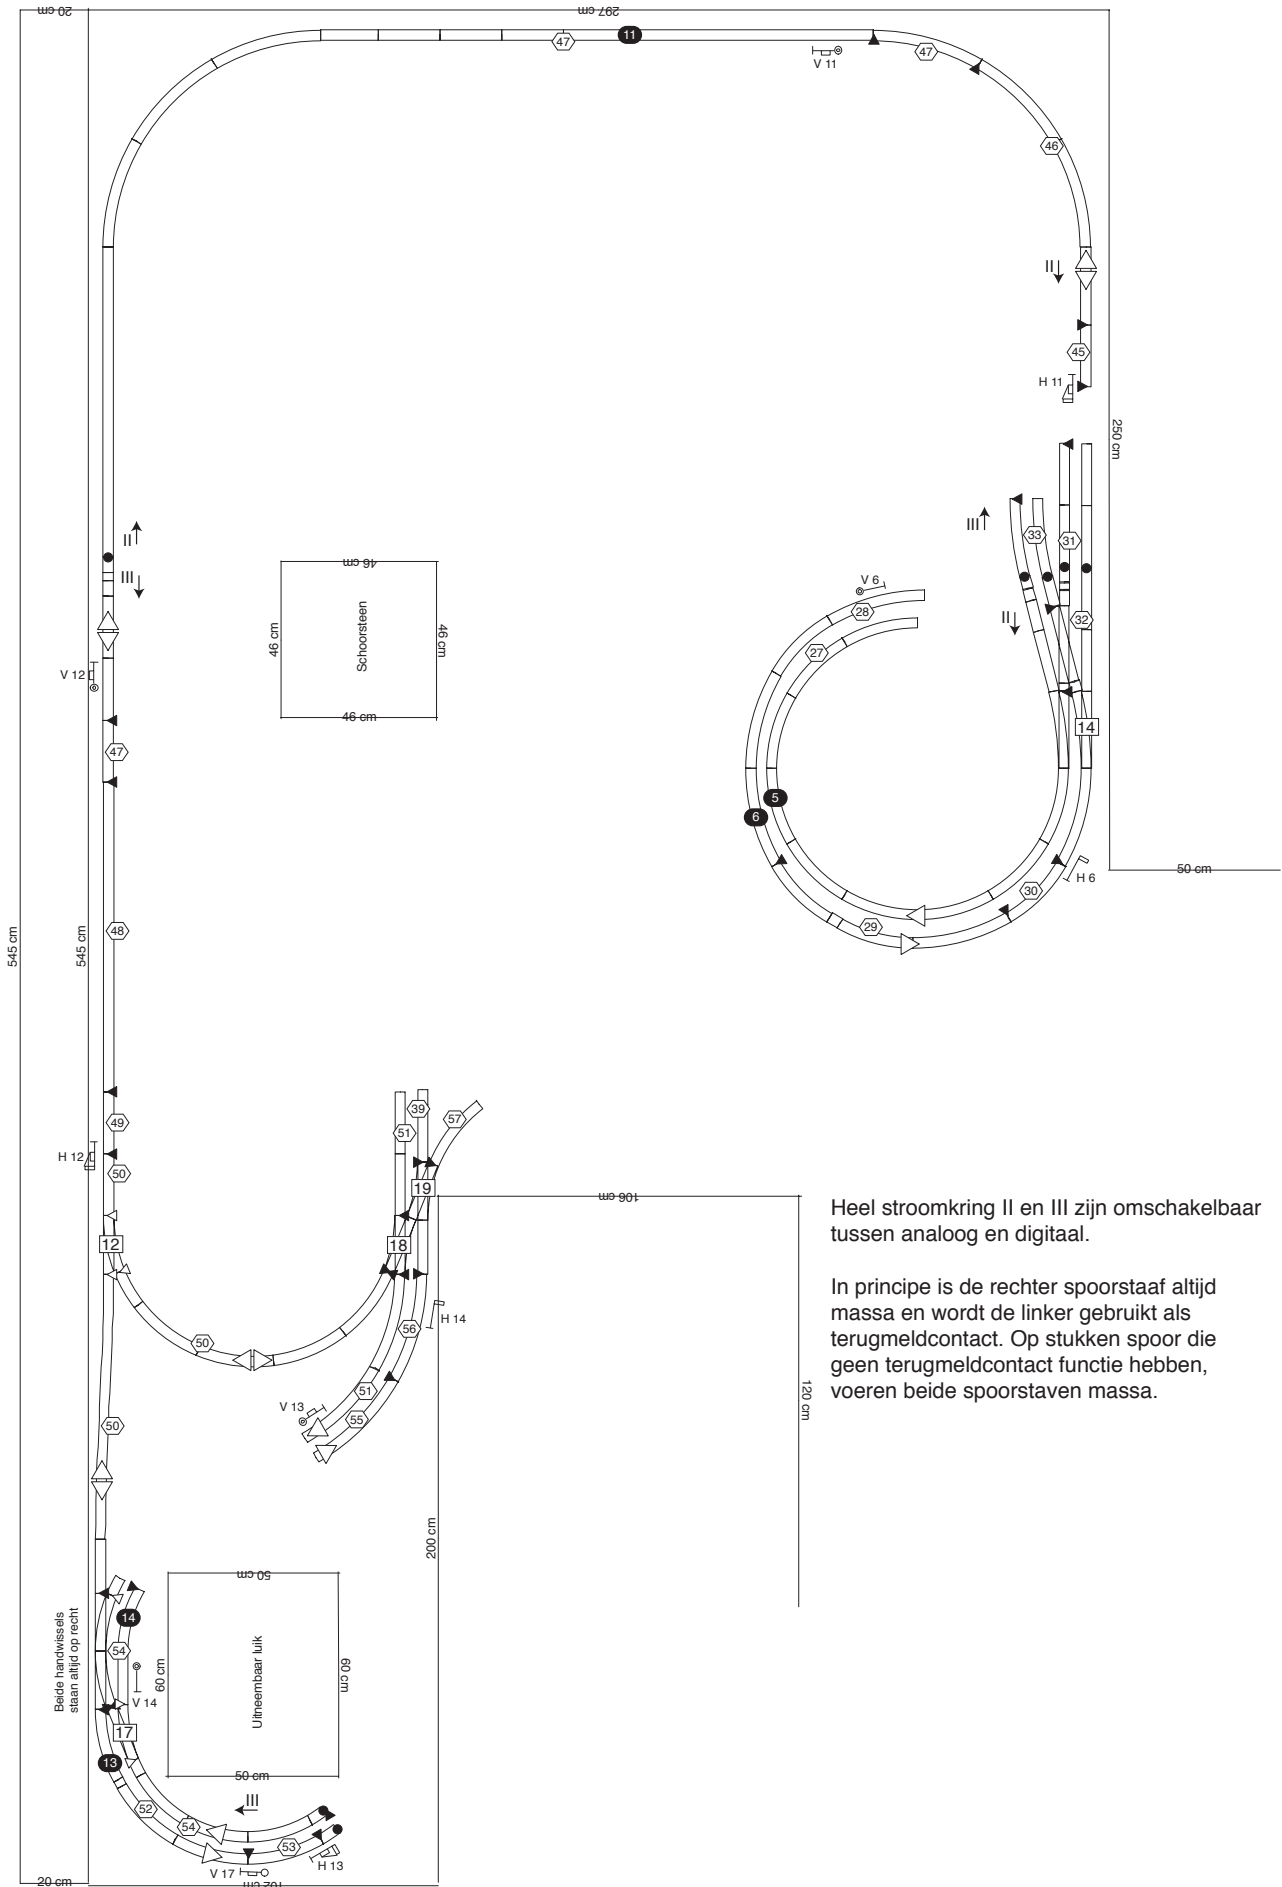 20 cm
297 cm
47
11
V 11
47
46
II
45
H 11
250 cm
II
III
III
33
31
46 cm
V 6
28
46 cm
Schoorsteen
46 cm
27
II
32
V 12
46 cm
14
47
5
6
H 6
50 cm
30
29
48
545 cm
545 cm
39
57
49
51
H 12
50
19
106 cm
12
18
Heel stroomkring II en III zijn omschakelbaar
tussen analoog en digitaal.
In principe is de rechter spoorstaaf altijd
massa en wordt de linker gebruikt als
terugmeldcontact. Op stukken spoor die
geen terugmeldcontact functie hebben,
voeren beide spoorstaven massa.
H 14
56
50
51
V 13
55
120 cm
50
200 cm
50 cm
14
Beide handwissels
staan altijd op recht
54
60 cm
Uitneembaar luik
60 cm
V 14
17
13
50 cm
III
52
54
53
H 13
V 17
20 cm
102 cm